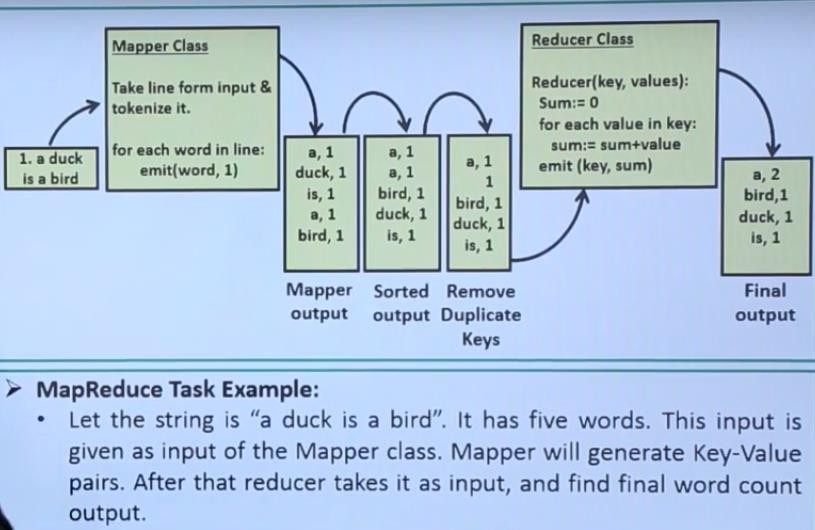 1. a duck
is a bird
Mapper Class
Take line form input &
tokenize it.
for each word in line:
emit(word, 1)
a, 1
duck, 1
is, 1
a, 1
bird, 1
Mapper
output
a, 1
a, 1
bird, 1
duck, 1
is, 1
Sorted
output
a, 1
1
bird, 1
duck, 1
is, 1
Remove
Duplicate
Keys
Reducer Class
Reducer(key, values):
Sum:= 0
for each value in key:
sum:= sum+value
emit (key, sum)
a, 2
bird,1
duck, 1
is, 1
Final
output
➢ MapReduce Task Example:
• Let the string is “a duck is a bird”. It has five words. This input is
given as input of the Mapper class. Mapper will generate Key-Value
pairs. After that reducer takes it as input, and find final word count
output.